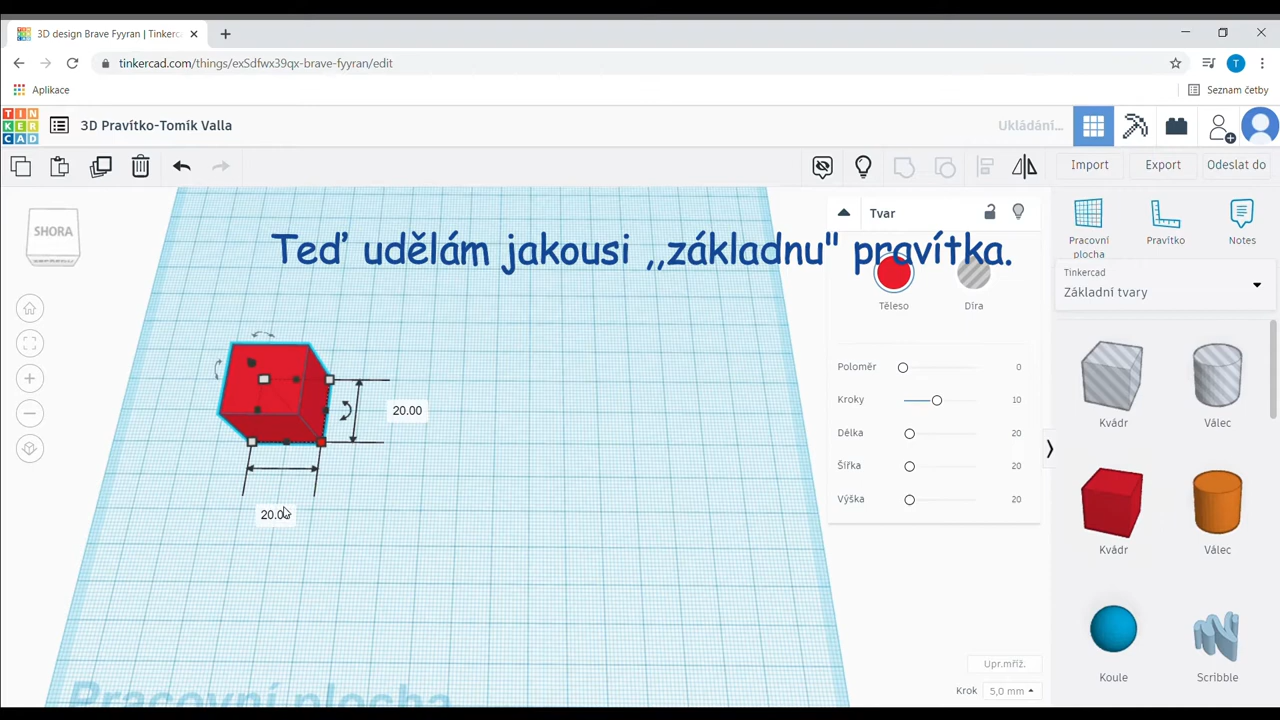 3D design Brave Fyyran | Tinkerc
tinkercad.com/things/exSdfwx39qx-brave-fyyran/edit
Aplikace
Seznam četby
TIN
KER
CAD
3D Pravítko-Tomík Valla
Ukládání...
T
Import
Export
Odeslat do
SHORA
Teď udělám jakousi ,,základnu" pravítka.
Tvar
Těleso
Díra
Poloměr 0
Kroky 10
Délka 20
Šířka 20
Výška 20
Pracovní
plocha
Pravítko
Notes
Tinkercad
Základní tvary
Kvádr
Válec
Kvádr
Válec
Koule
Scribble
20.00
20.00
Pracovní plocha
Upr.mříž.
Krok 5,0 mm